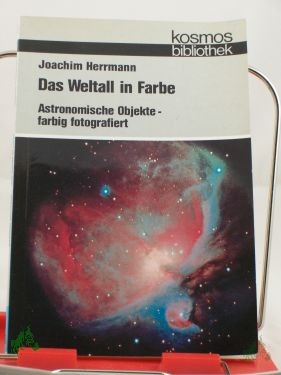 kosmos
bibliothek
Joachim Herrmann
Das Weltall in Farbe
Astronomische Objekte -
farbig fotografiert